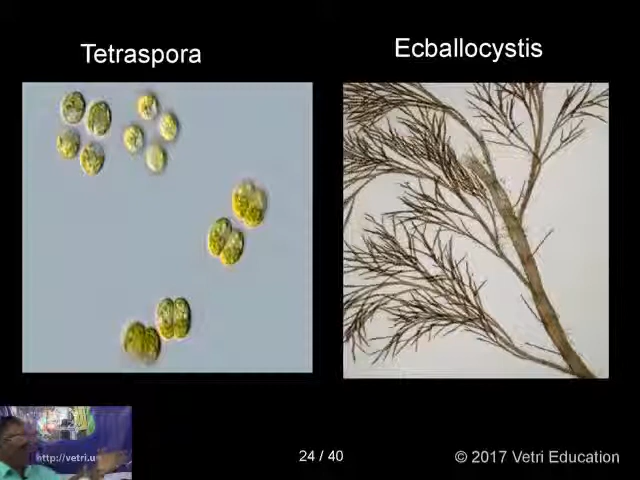 Tetraspora
Ecballocystis
http://vetri.u
24 / 40
© 2017 Vetri Education